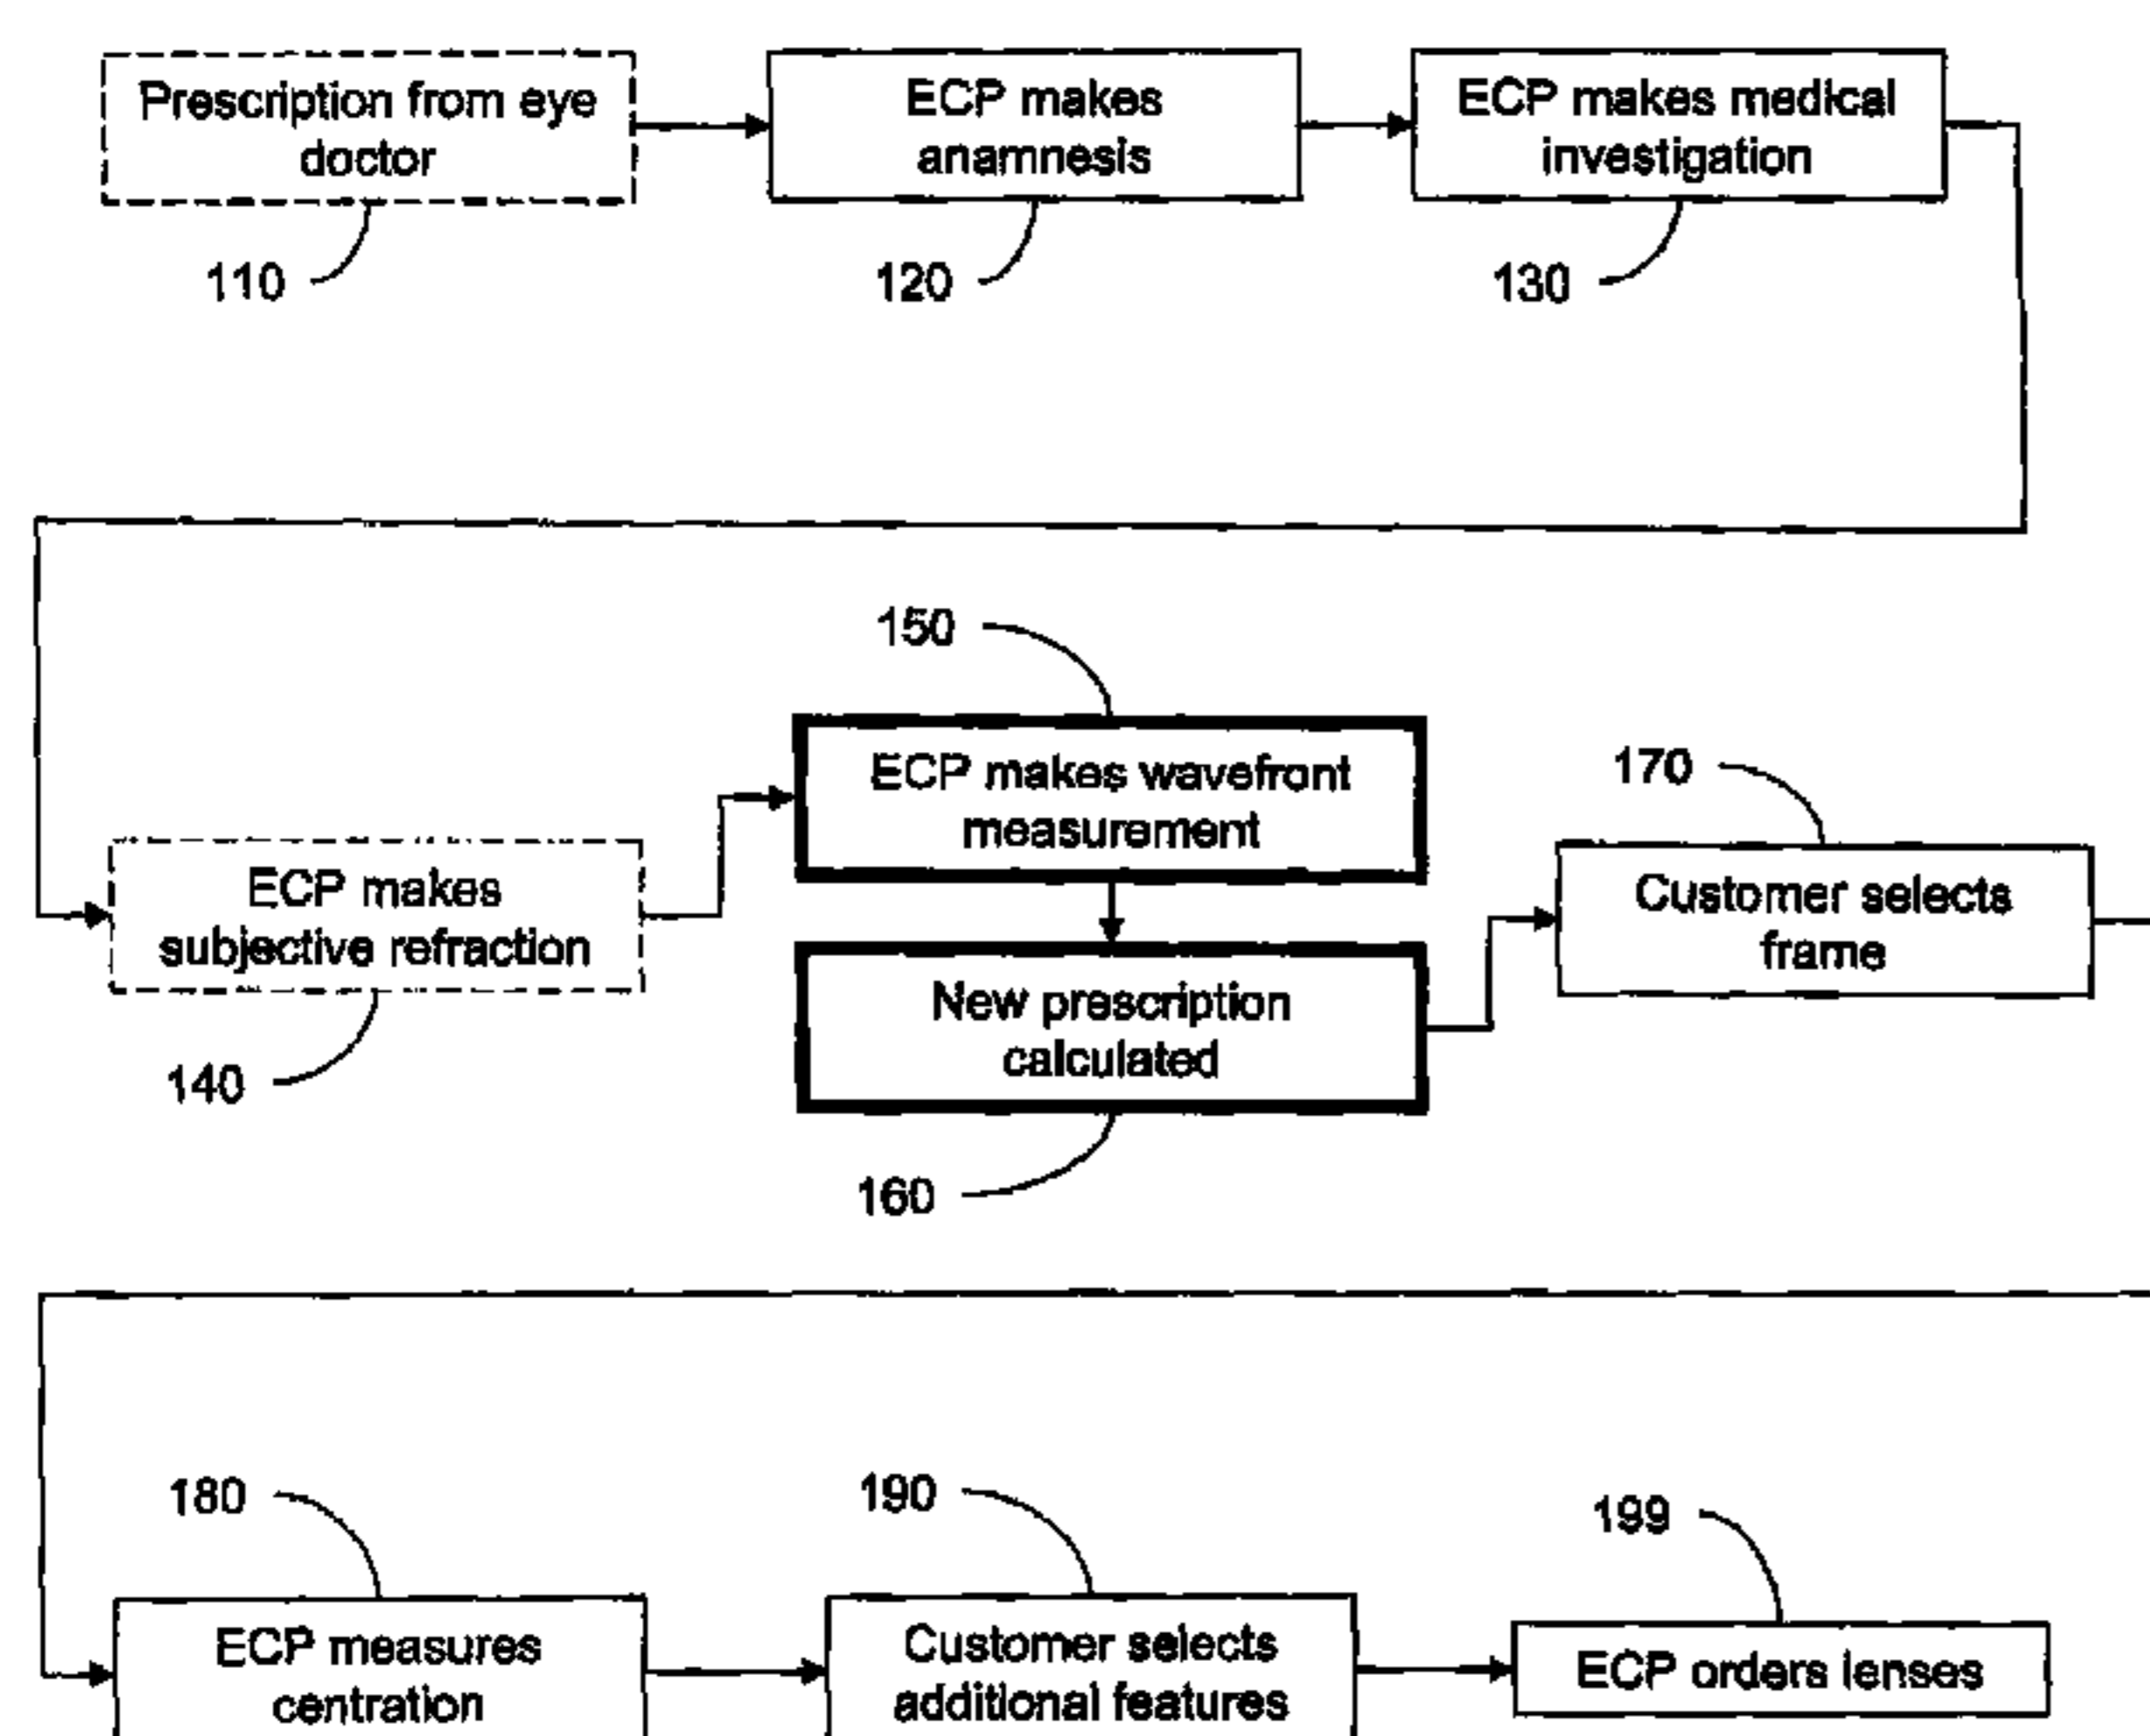 Prescription from eye
doctor
110
ECP makes
anamnesis
120
ECP makes medical
investigation
130
ECP makes
subjective refraction
140
150
ECP makes wavefront
measurement
New prescription
calculated
160
170
Customer selects
frame
180
ECP measures
centration
190
Customer selects
additional features
199
ECP orders lenses